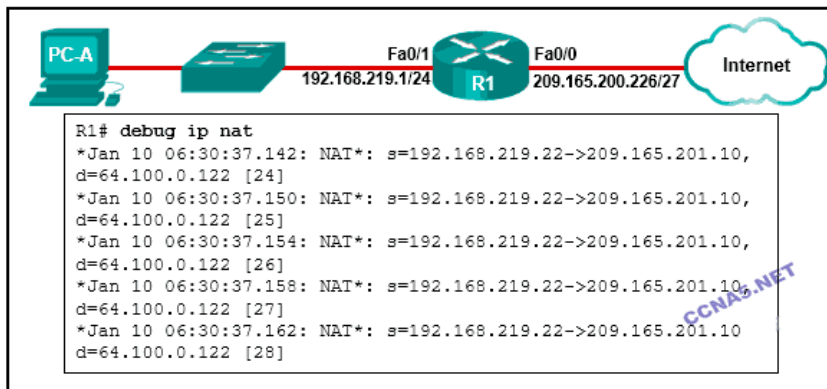 PC-A
Fa0/1
Fa0/0
192.168.219.1/24
R1
209.165.200.226/27
Internet
R1# debug ip nat
*Jan 10 06:30:37.142: NAT*: s=192.168.219.22->209.165.201.10,
d=64.100.0.122 [24]
*Jan 10 06:30:37.150: NAT*: s=192.168.219.22->209.165.201.10,
d=64.100.0.122 [25]
*Jan 10 06:30:37.154: NAT*: s=192.168.219.22->209.165.201.10,
d=64.100.0.122 [26]
*Jan 10 06:30:37.158: NAT*: s=192.168.219.22->209.165.201.10,
d=64.100.0.122 [27]
*Jan 10 06:30:37.162: NAT*: s=192.168.219.22->209.165.201.10
d=64.100.0.122 [28]
CCNA5.NET